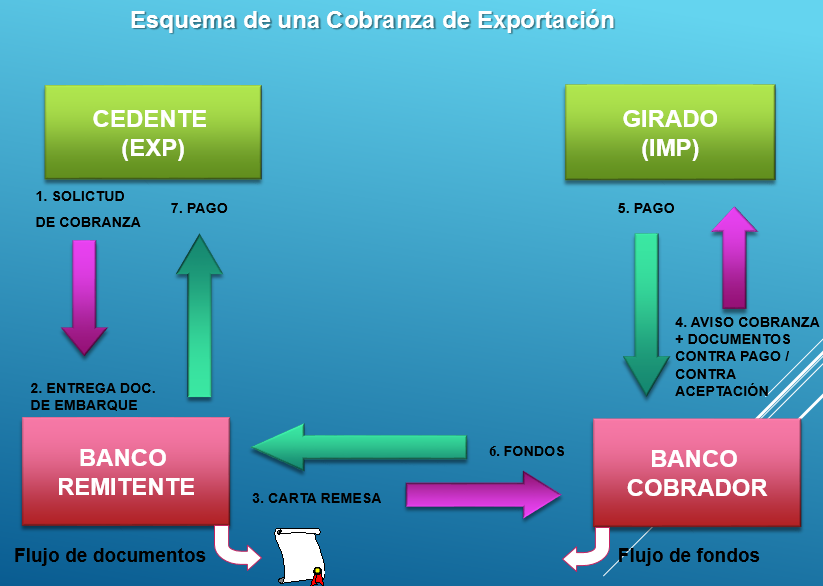 Esquema de una Cobranza de Exportación
CEDENTE
(EXP)
GIRADO
(IMP)
1. SOLICTUD
DE COBRANZA
7. PAGO
5. PAGO
4. AVISO COBRANZA
+ DOCUMENTOS
CONTRA PAGO /
CONTRA
ACEPTACIÓN
2. ENTREGA DOC.
DE EMBARQUE
BANCO
REMITENTE
6. FONDOS
3. CARTA REMESA
BANCO
COBRADOR
Flujo de documentos
Flujo de fondos